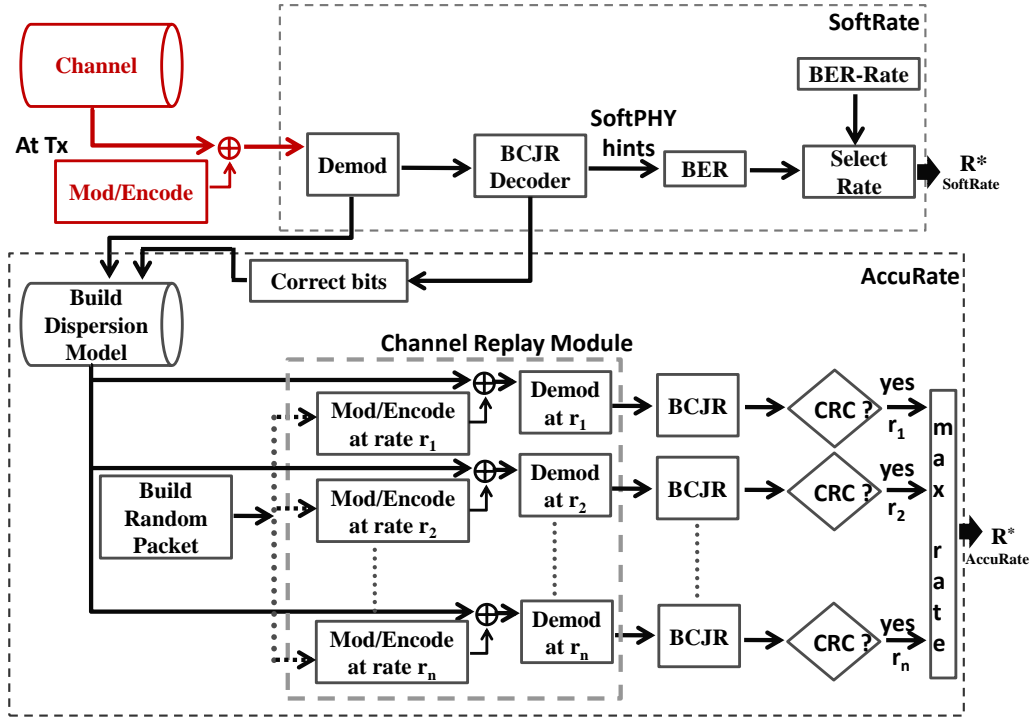 SoftRate
Channel
BER-Rate
At Tx
SoftPHY
hints
Mod/Encode
Demod
BCJR
Decoder
BER
Select
Rate
R*
SoftRate
AccuRate
Correct bits
Build
Dispersion
Model
Channel Replay Module
Mod/Encode
at rate r1
Demod
at r1
BCJR
CRC ?
yes
r1
Build
Random
Packet
Mod/Encode
at rate r2
Demod
at r2
BCJR
CRC ?
yes
r2
Mod/Encode
at rate rn
Demod
at rn
BCJR
CRC ?
yes
rn
max rate
R*
AccuRate